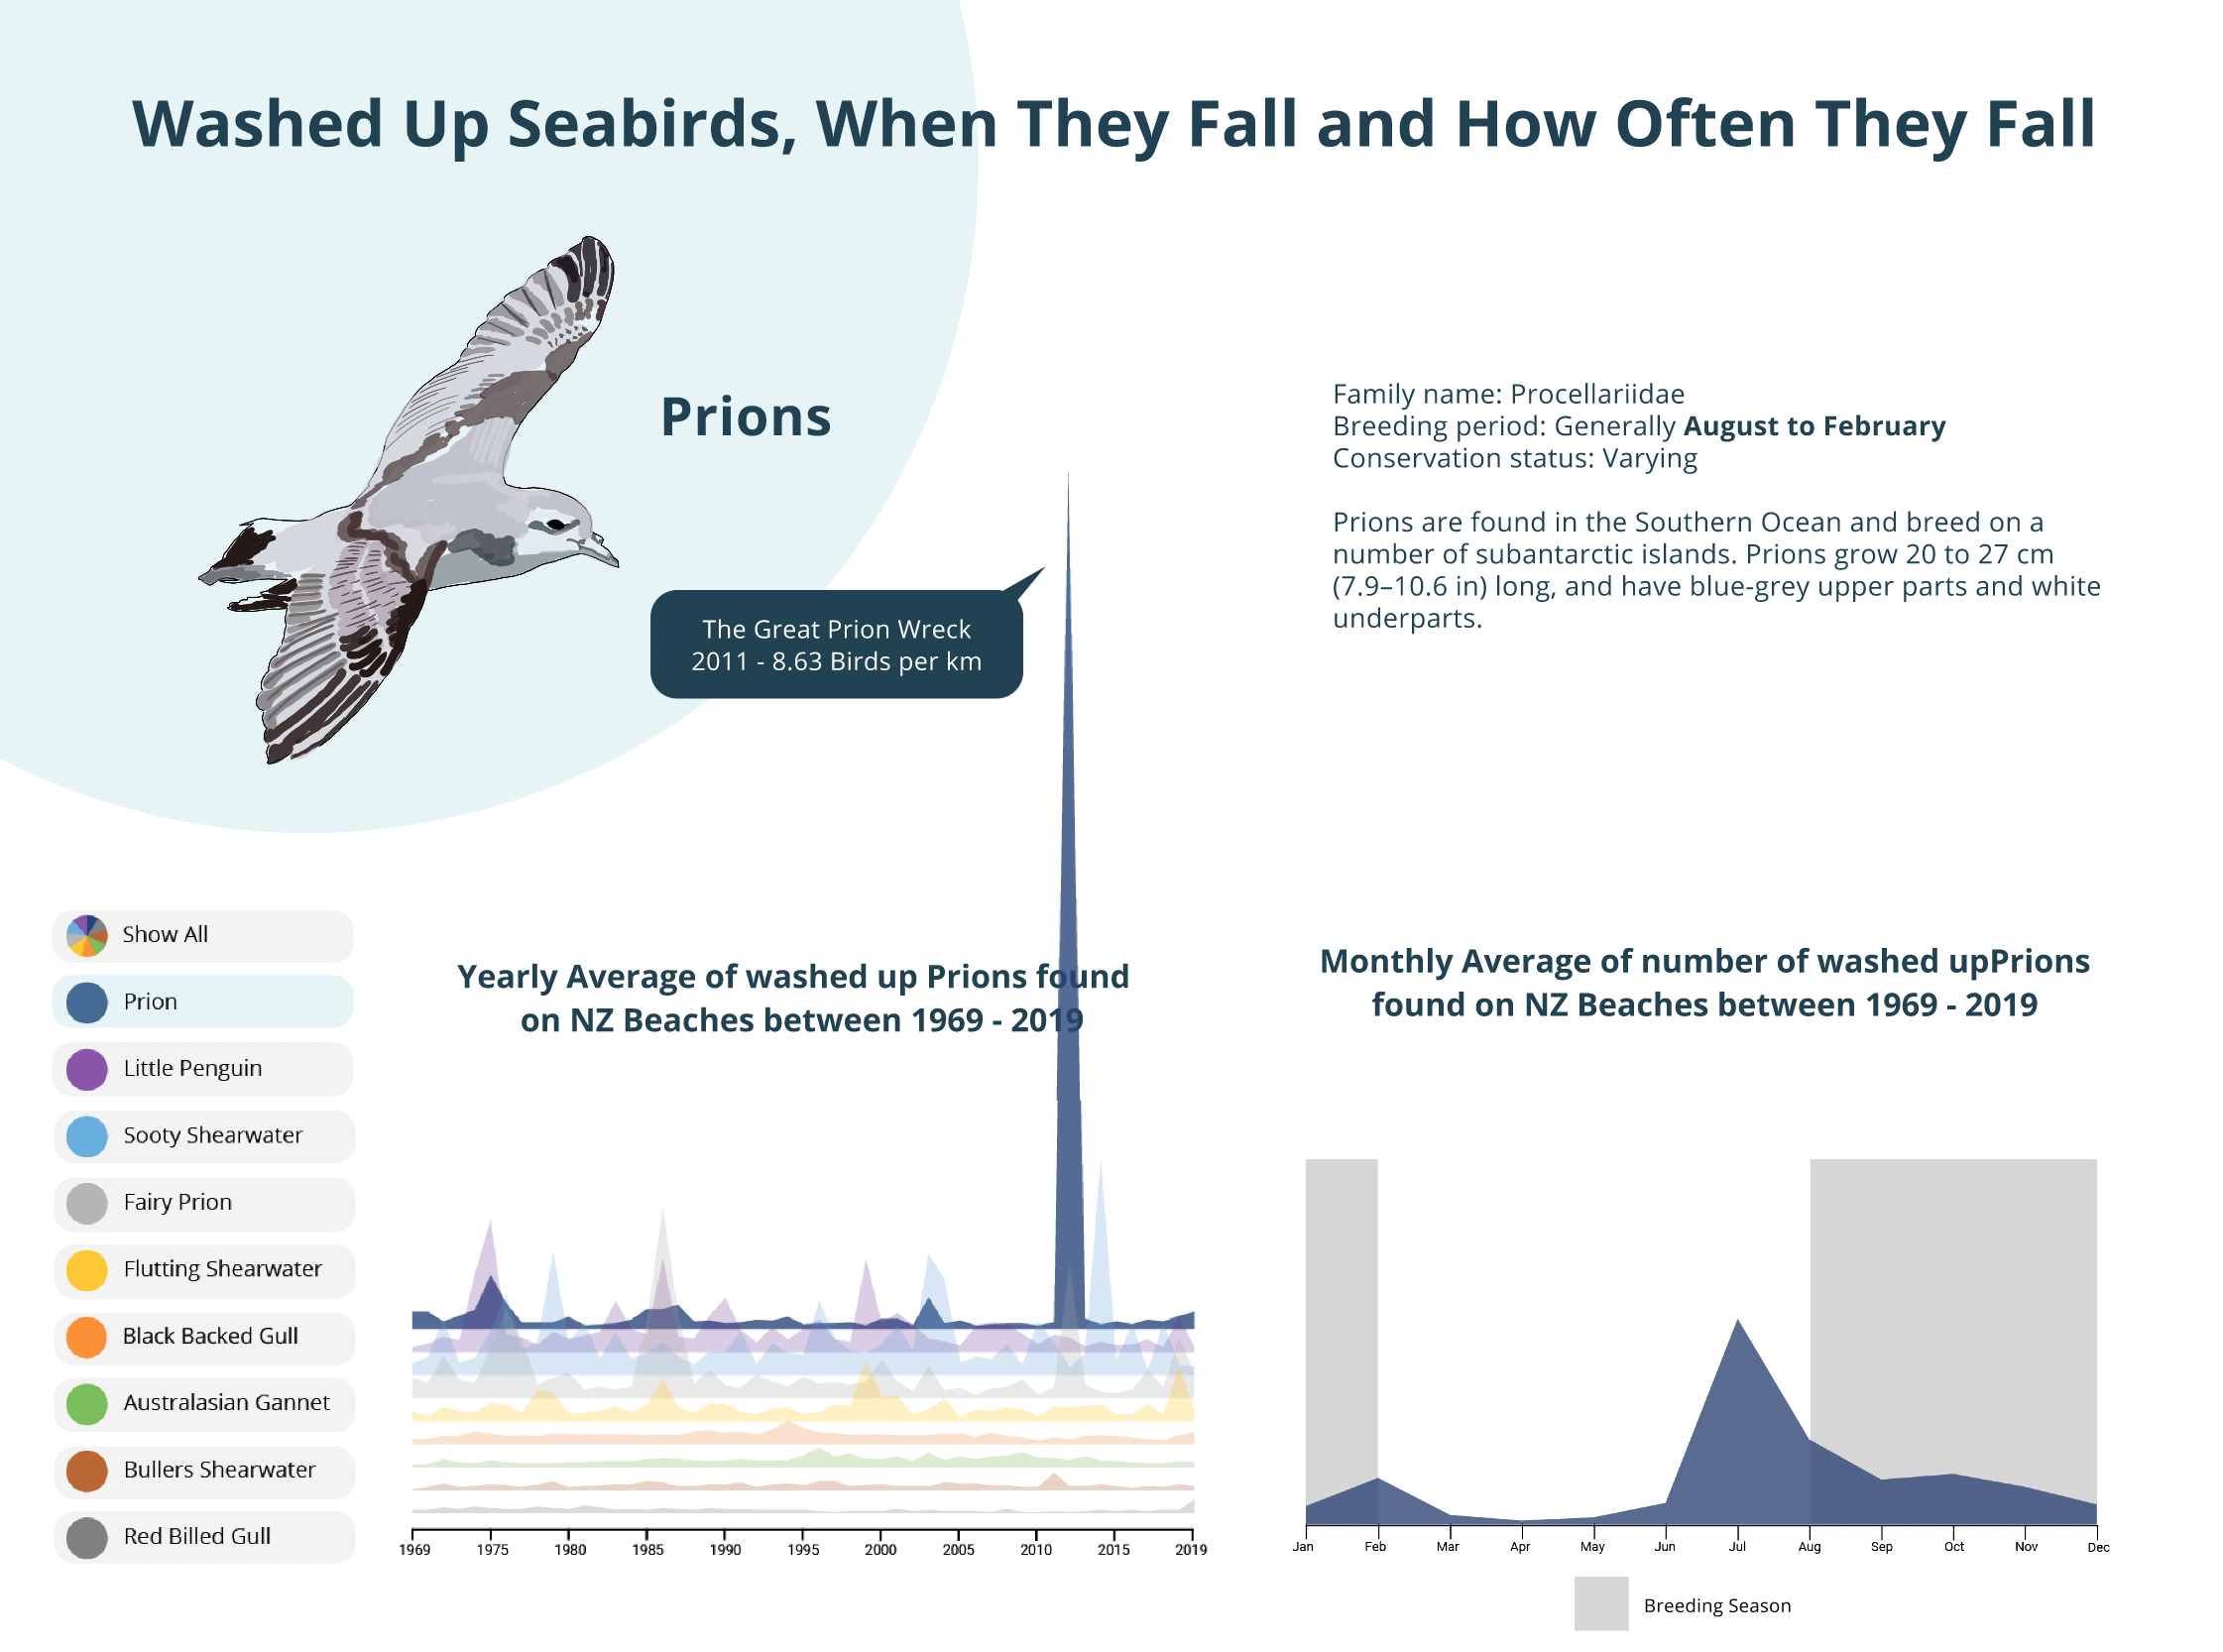 Washed Up Seabirds, When They Fall and How Often They Fall
Prions
The Great Prion Wreck
2011 - 8.63 Birds per km
Family name: Procellariidae
Breeding period: Generally August to February
Conservation status: Varying
Prions are found in the Southern Ocean and breed on a
number of subantarctic islands. Prions grow 20 to 27 cm
(7.9–10.6 in) long, and have blue-grey upper parts and white
underparts.
Show All
Prion
Little Penguin
Sooty Shearwater
Fairy Prion
Flutting Shearwater
Black Backed Gull
Australasian Gannet
Bullers Shearwater
Red Billed Gull
Yearly Average of washed up Prions found
on NZ Beaches between 1969 - 2019
1969 1975 1980 1985 1990 1995 2000 2005 2010 2015 2019
Monthly Average of number of washed upPrions
found on NZ Beaches between 1969 - 2019
Jan Feb Mar Apr May Jun Jul Aug Sep Oct Nov Dec
Breeding Season